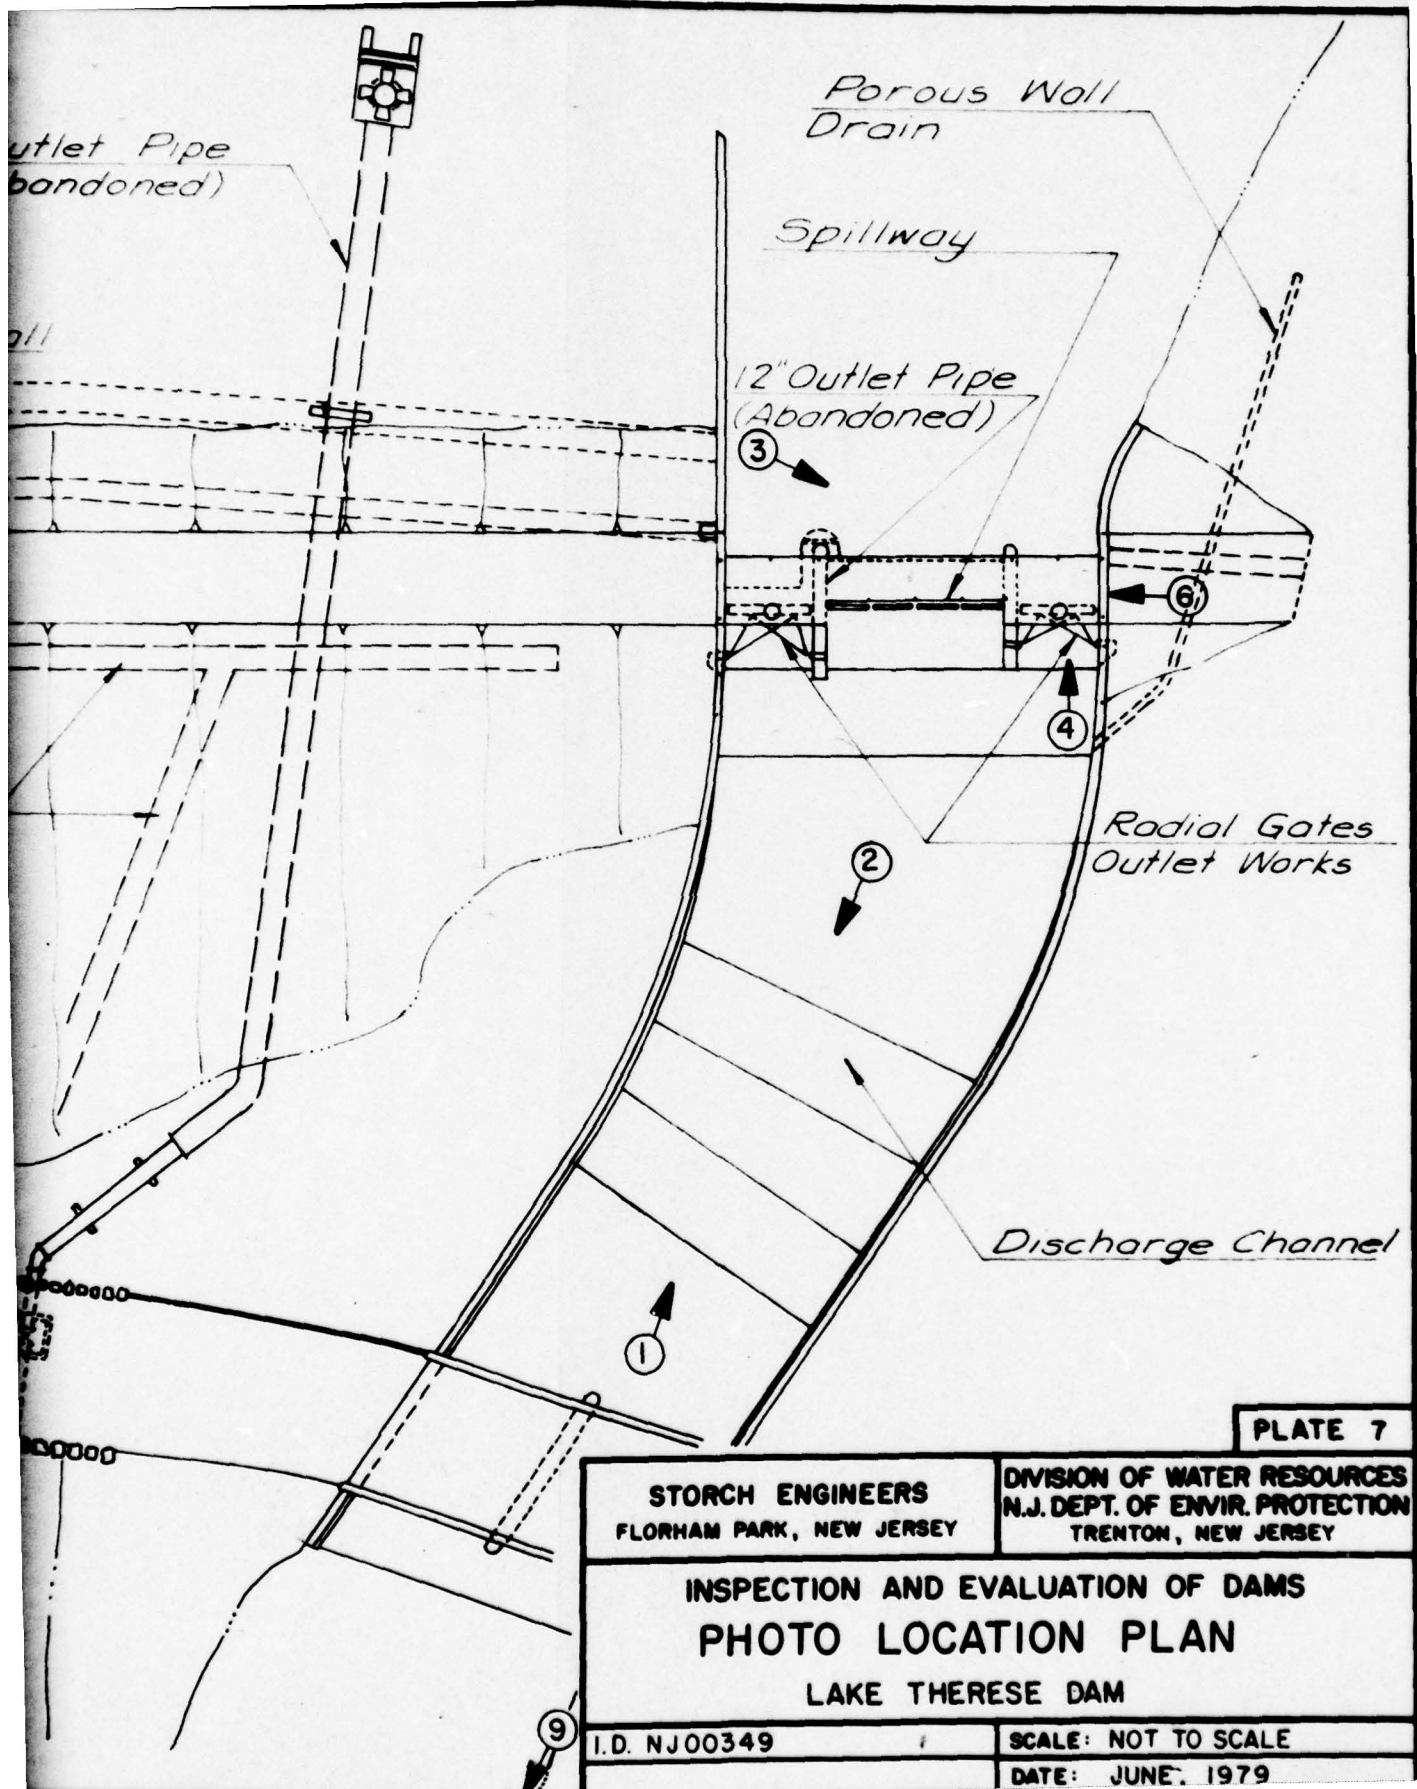 Porous Wall
Drain
utlet Pipe
bandoned)
Spillway
all
12" Outlet Pipe
(Abandoned)
3
6
4
Radial Gates
Outlet Works
2
Discharge Channel
1
PLATE 7
STORCH ENGINEERS
FLORHAM PARK, NEW JERSEY
DIVISION OF WATER RESOURCES
N.J. DEPT. OF ENVIR. PROTECTION
TRENTON, NEW JERSEY
INSPECTION AND EVALUATION OF DAMS
PHOTO LOCATION PLAN
LAKE THERESE DAM
9
I.D. NJ00349
SCALE: NOT TO SCALE
DATE: JUNE, 1979